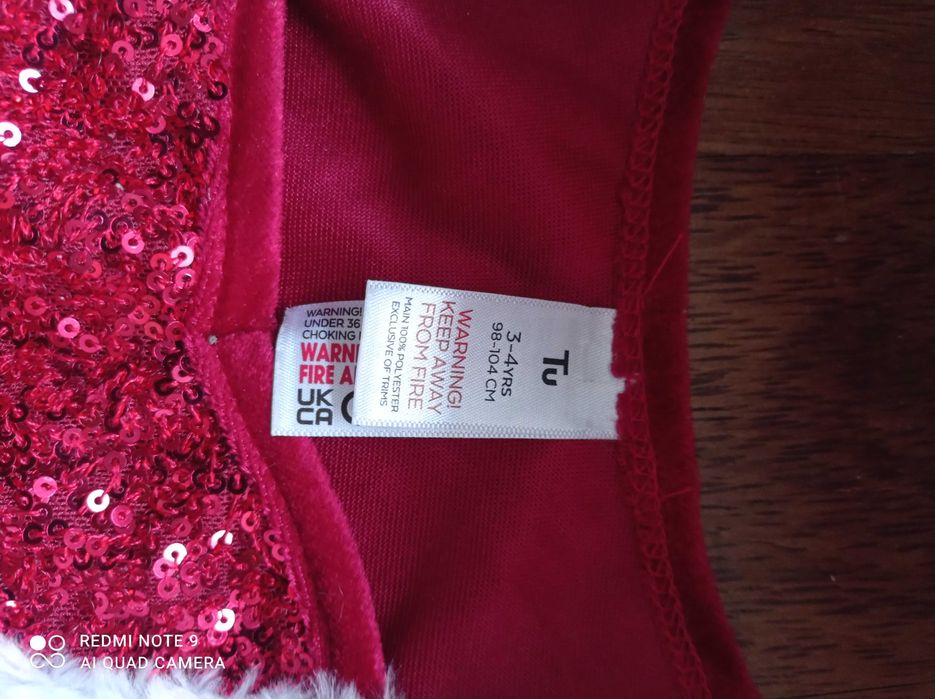 Tu
3-4YRS
98-104 CM
WARNING!
KEEP AWAY
FROM FIRE
MAIN 100% POLYESTER
EXCLUSIVE OF TRIMS
WARNING!
UNDER 36
CHOKING
FIRE
UK
CA
REDMI NOTE 9
AI QUAD CAMERA